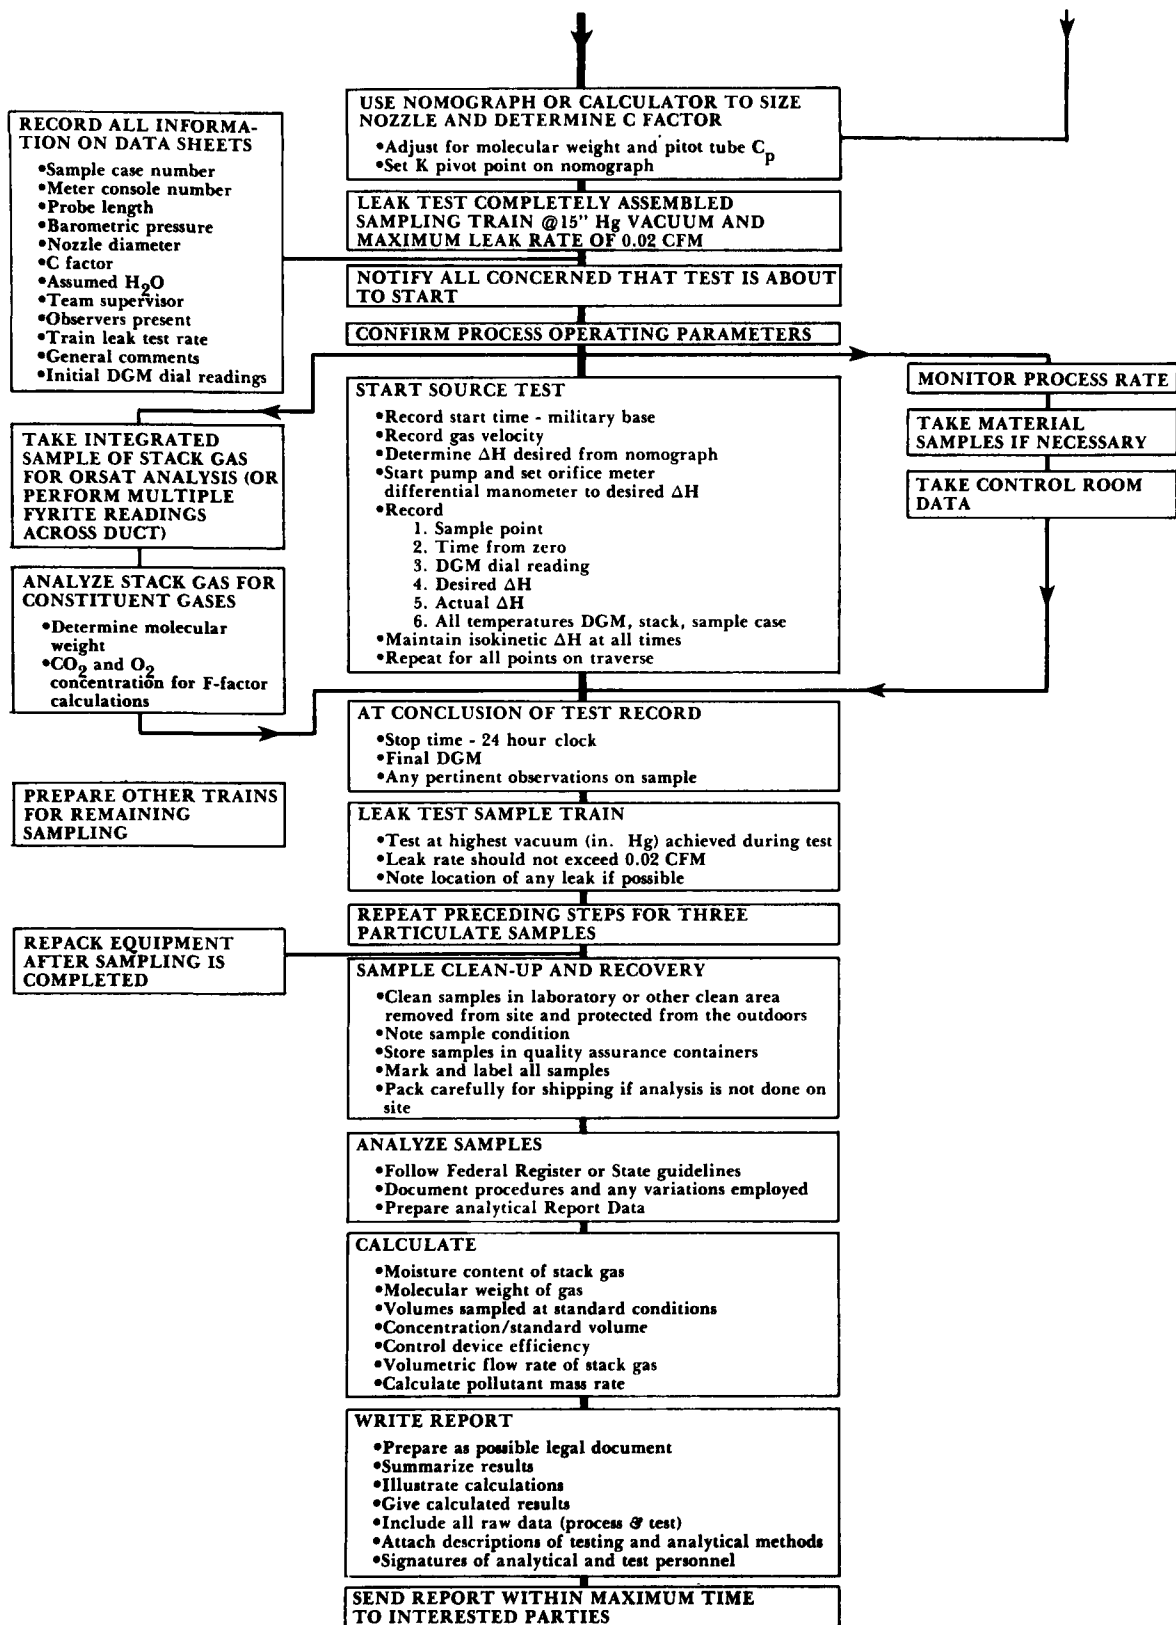 USE NOMOGRAPH OR CALCULATOR TO SIZE
NOZZLE AND DETERMINE C FACTOR
•Adjust for molecular weight and pitot tube Cp
•Set K pivot point on nomograph
RECORD ALL INFORMA-
TION ON DATA SHEETS
•Sample case number
•Meter console number
•Probe length
•Barometric pressure
•Nozzle diameter
•C factor
•Assumed H2O
•Team supervisor
•Observers present
•Train leak test rate
•General comments
•Initial DGM dial readings
LEAK TEST COMPLETELY ASSEMBLED
SAMPLING TRAIN @15" Hg VACUUM AND
MAXIMUM LEAK RATE OF 0.02 CFM
NOTIFY ALL CONCERNED THAT TEST IS ABOUT
TO START
CONFIRM PROCESS OPERATING PARAMETERS
START SOURCE TEST
•Record start time - military base
•Record gas velocity
•Determine ΔH desired from nomograph
•Start pump and set orifice meter
differential manometer to desired ΔH
•Record
1. Sample point
2. Time from zero
3. DGM dial reading
4. Desired ΔH
5. Actual ΔH
6. All temperatures DGM, stack, sample case
•Maintain isokinetic ΔH at all times
•Repeat for all points on traverse
MONITOR PROCESS RATE
TAKE MATERIAL
SAMPLES IF NECESSARY
TAKE CONTROL ROOM
DATA
TAKE INTEGRATED
SAMPLE OF STACK GAS
FOR ORSAT ANALYSIS (OR
PERFORM MULTIPLE
FYRITE READINGS
ACROSS DUCT)
ANALYZE STACK GAS FOR
CONSTITUENT GASES
•Determine molecular
weight
•CO2 and O2
concentration for F-factor
calculations
AT CONCLUSION OF TEST RECORD
•Stop time - 24 hour clock
•Final DGM
•Any pertinent observations on sample
PREPARE OTHER TRAINS
FOR REMAINING
SAMPLING
LEAK TEST SAMPLE TRAIN
•Test at highest vacuum (in. Hg) achieved during test
•Leak rate should not exceed 0.02 CFM
•Note location of any leak if possible
REPEAT PRECEDING STEPS FOR THREE
PARTICULATE SAMPLES
REPACK EQUIPMENT
AFTER SAMPLING IS
COMPLETED
SAMPLE CLEAN-UP AND RECOVERY
•Clean samples in laboratory or other clean area
removed from site and protected from the outdoors
•Note sample condition
•Store samples in quality assurance containers
•Mark and label all samples
•Pack carefully for shipping if analysis is not done on
site
ANALYZE SAMPLES
•Follow Federal Register or State guidelines
•Document procedures and any variations employed
•Prepare analytical Report Data
CALCULATE
•Moisture content of stack gas
•Molecular weight of gas
•Volumes sampled at standard conditions
•Concentration/standard volume
•Control device efficiency
•Volumetric flow rate of stack gas
•Calculate pollutant mass rate
WRITE REPORT
•Prepare as possible legal document
•Summarize results
•Illustrate calculations
•Give calculated results
•Include all raw data (process & test)
•Attach descriptions of testing and analytical methods
•Signatures of analytical and test personnel
SEND REPORT WITHIN MAXIMUM TIME
TO INTERESTED PARTIES